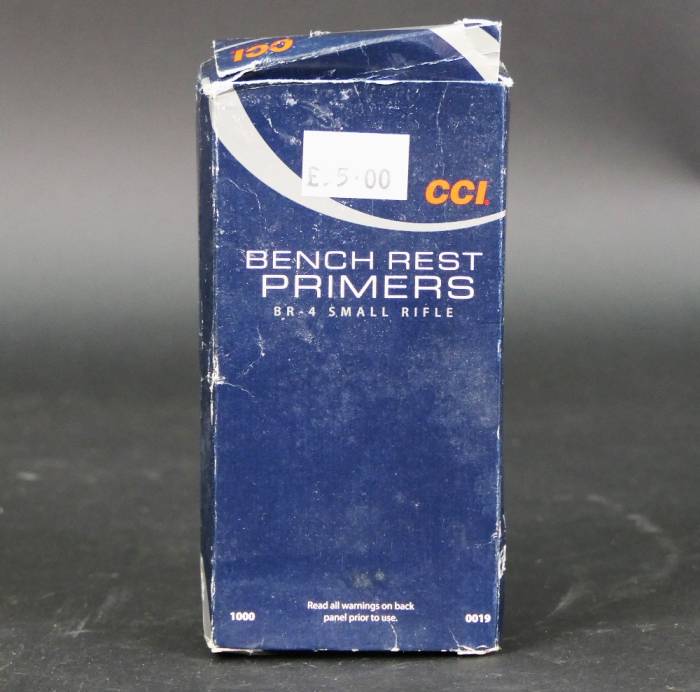 CCI
£.5.00
CCI
BENCH REST
PRIMERS
BR-4 SMALL RIFLE
Read all warnings on back
panel prior to use.
1000
0019